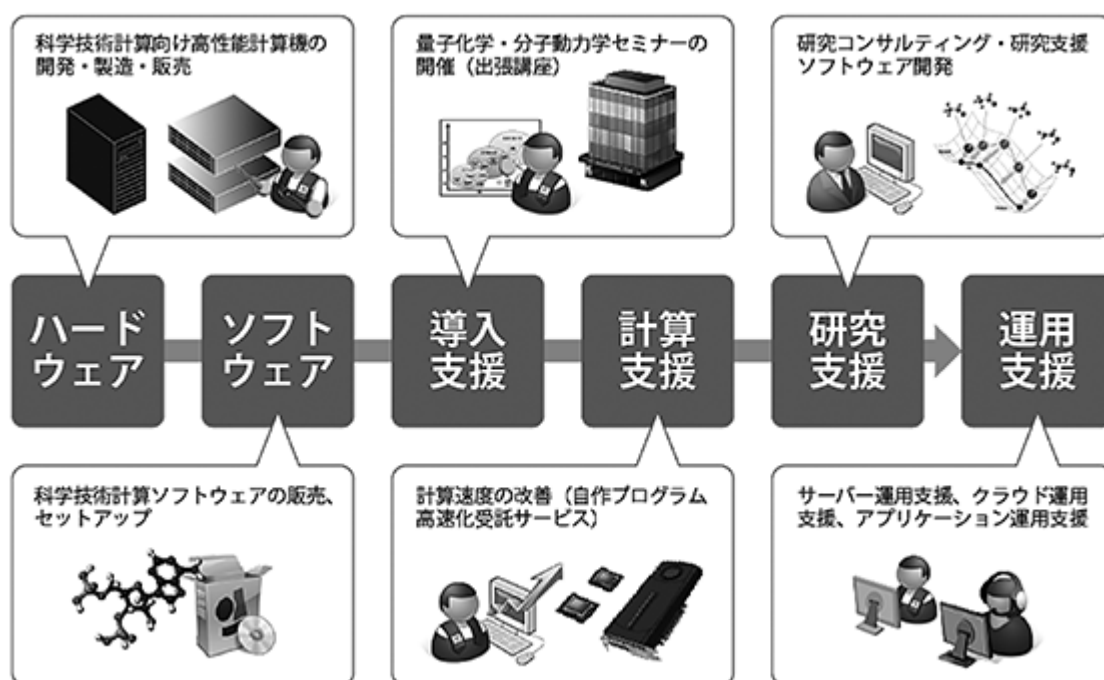 科学技術計算向け高性能計算機の
開発・製造・販売
量子化学・分子動力学セミナーの
開催（出張講座）
研究コンサルティング・研究支援
ソフトウェア開発
ハード
ウェア
ソフト
ウェア
導入
支援
計算
支援
研究
支援
運用
支援
科学技術計算ソフトウェアの販売、
セットアップ
計算速度の改善（自作プログラム
高速化受託サービス）
サーバー運用支援、クラウド運用
支援、アプリケーション運用支援